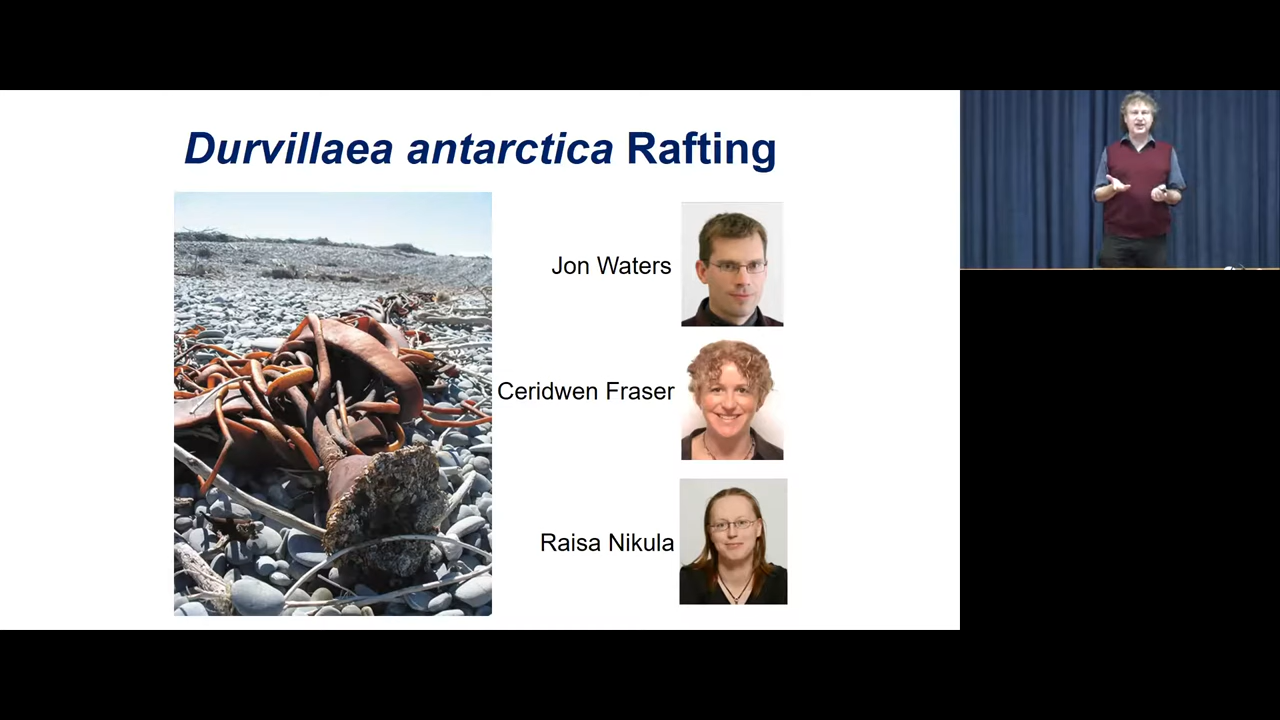 Durvillaea antarctica Rafting
Jon Waters
Ceridwen Fraser
Raisa Nikula